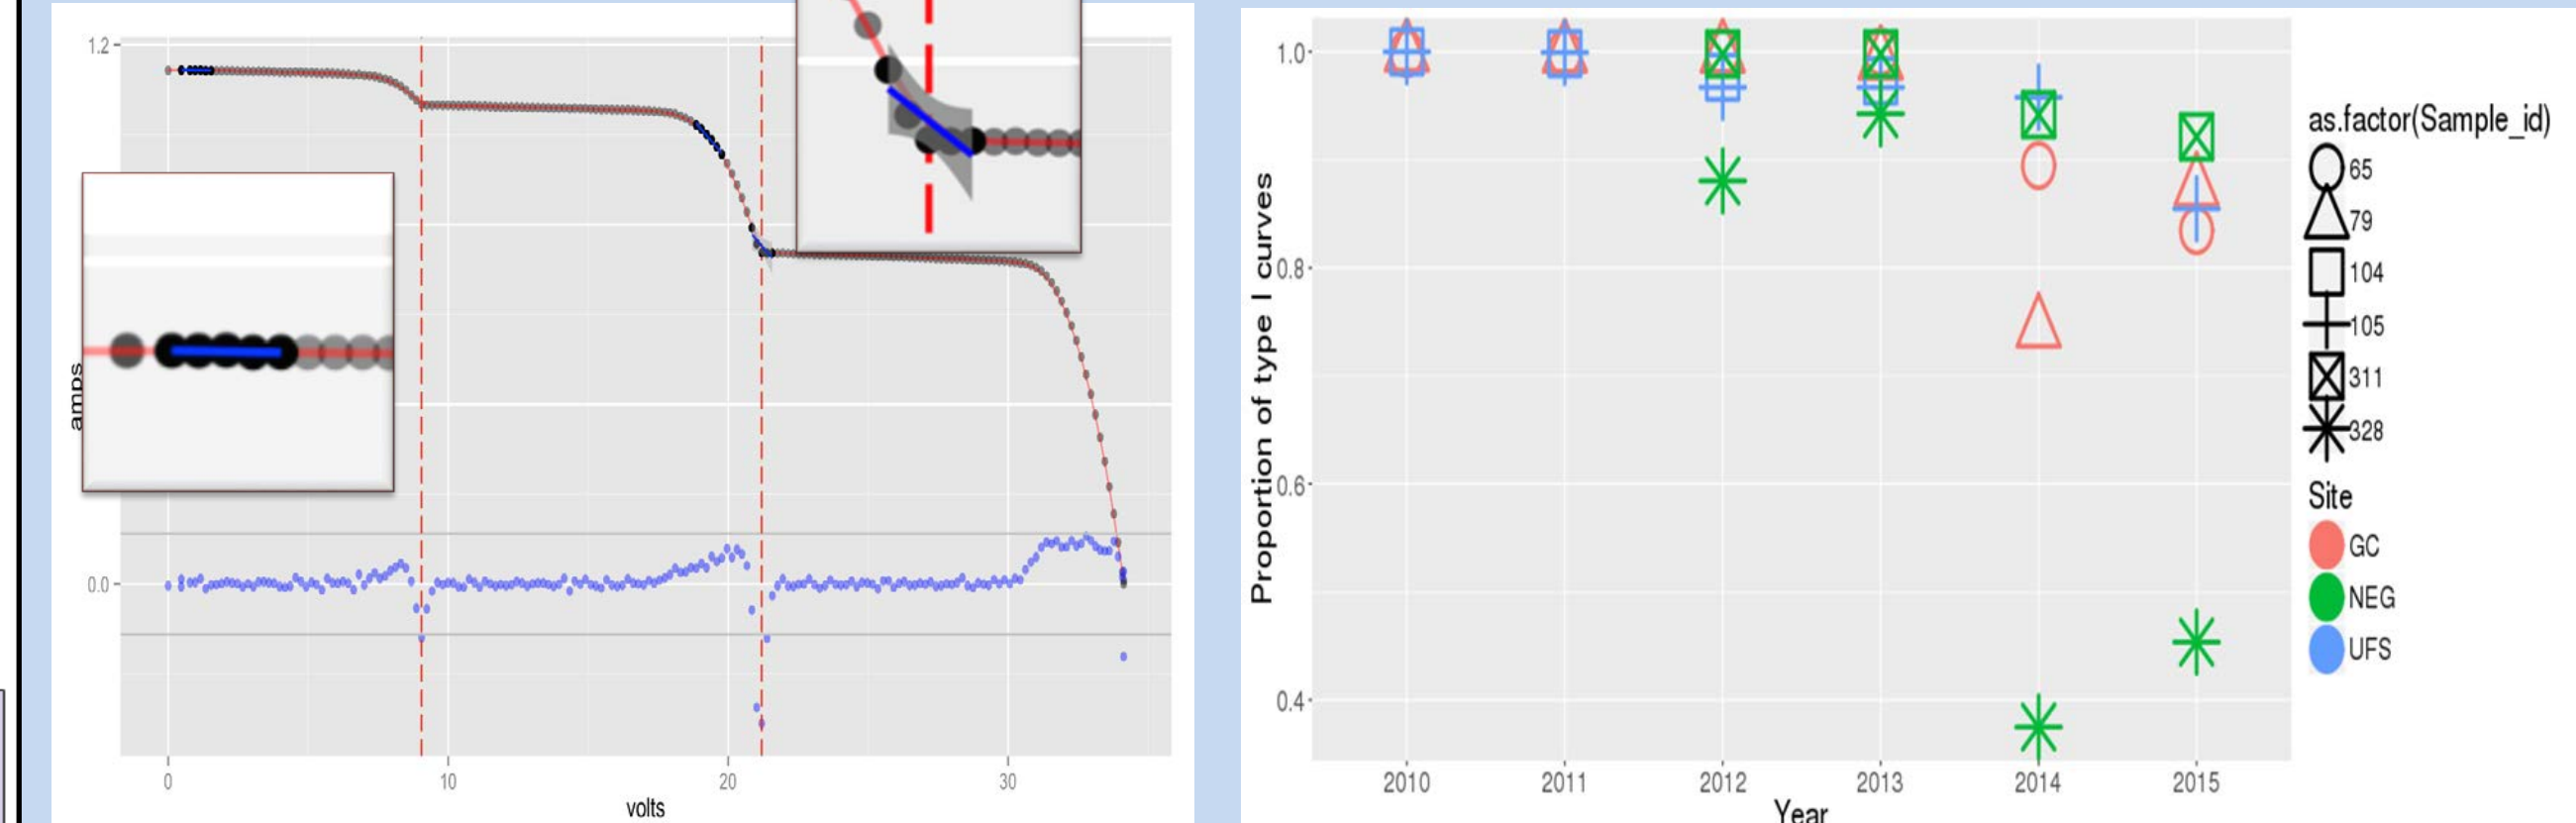 1.2
amps
0.0
0 10 20 30
volts
Proportion of type I curves
1.0
0.8
0.6
0.4
2010 2011 2012 2013 2014 2015
Year
as.factor(Sample_id)
65
79
104
105
311
328
Site
GC
NEG
UFS